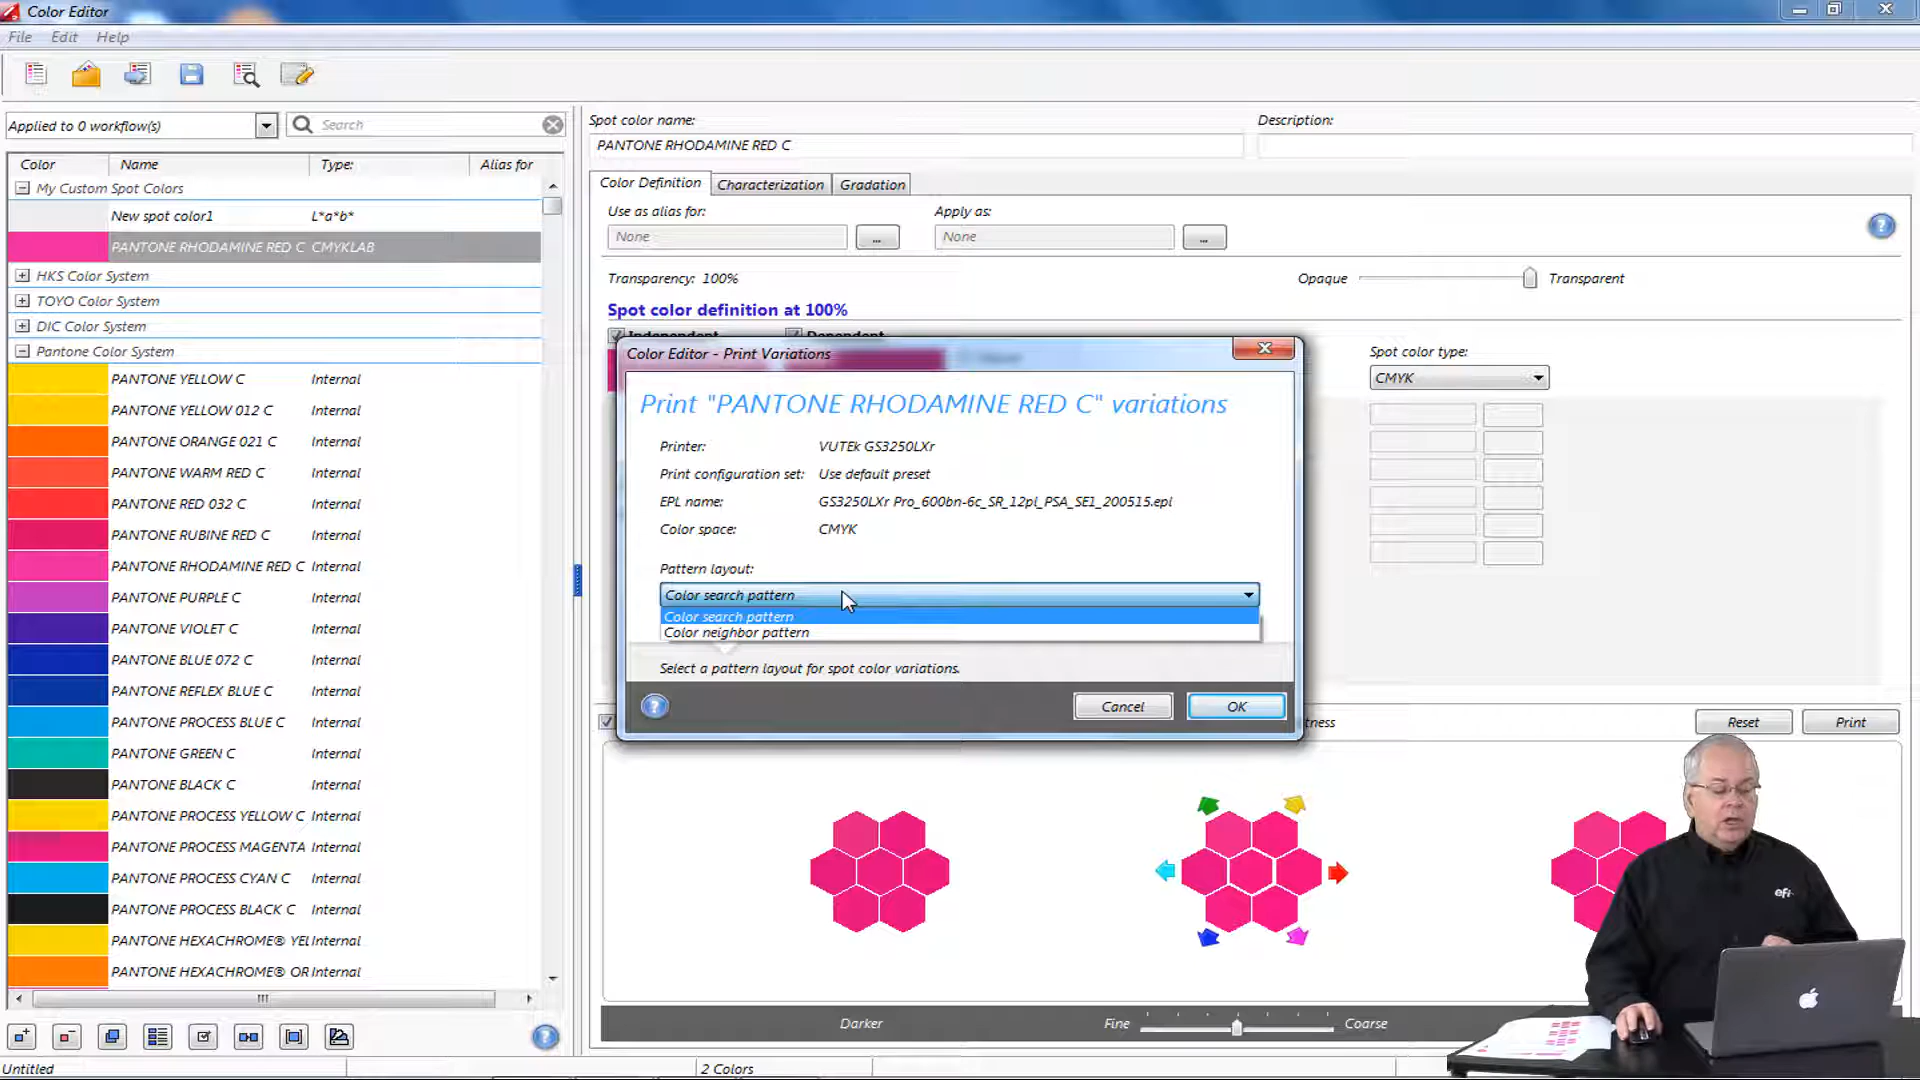 Color Editor
File Edit Help
Applied to 0 workflow(s)
Search
Color Name Type: Alias for
My Custom Spot Colors
New spot color1 L*a*b*
PANTONE RHODAMINE RED C CMYKLAB
HKS Color System
TOYO Color System
DIC Color System
Pantone Color System
PANTONE YELLOW C Internal
PANTONE YELLOW 012 C Internal
PANTONE ORANGE 021 C Internal
PANTONE WARM RED C Internal
PANTONE RED 032 C Internal
PANTONE RUBINE RED C Internal
PANTONE RHODAMINE RED C Internal
PANTONE PURPLE C Internal
PANTONE VIOLET C Internal
PANTONE BLUE 072 C Internal
PANTONE REFLEX BLUE C Internal
PANTONE PROCESS BLUE C Internal
PANTONE GREEN C Internal
PANTONE BLACK C Internal
PANTONE PROCESS YELLOW C Internal
PANTONE PROCESS MAGENTA Internal
PANTONE PROCESS CYAN C Internal
PANTONE PROCESS BLACK C Internal
PANTONE HEXACHROME® YEL Internal
PANTONE HEXACHROME® OR Internal
Untitled
2 Colors
Spot color name: Description:
PANTONE RHODAMINE RED C
Color Definition Characterization Gradation
Use as alias for: Apply as:
None ... None ...
Transparency: 100% Opaque Transparent
Spot color definition at 100%
Independent Dependent
Spot color type:
CMYK
Color Editor - Print Variations
Print "PANTONE RHODAMINE RED C" variations
Printer: VUTEk GS3250LXr
Print configuration set: Use default preset
EPL name: GS3250LXr Pro_600bn-6c_SR_12pl_PSA_SE1_200515.epl
Color space: CMYK
Pattern layout:
Color search pattern
Color search pattern
Color neighbor pattern
Select a pattern layout for spot color variations.
Cancel OK
tness Reset Print
Darker Fine Coarse
efi